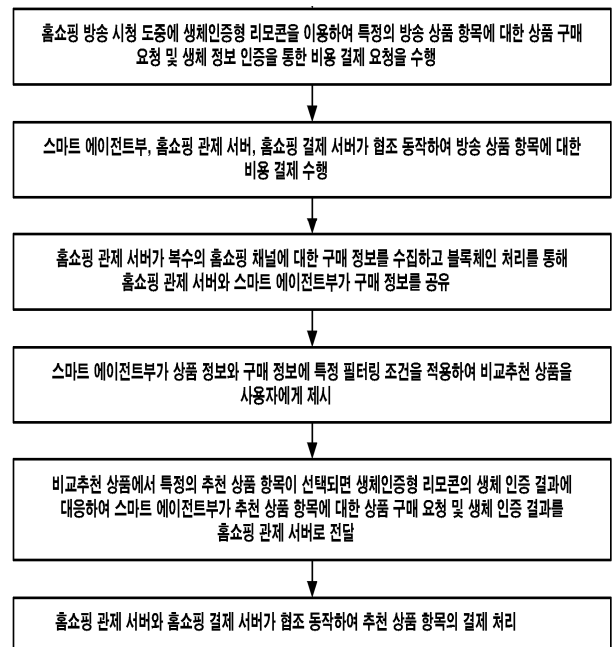 홈쇼핑 방송 시청 도중에 생체인증형 리모콘을 이용하여 특정의 방송 상품 항목에 대한 상품 구매
요청 및 생체 정보 인증을 통한 비용 결제 요청을 수행
스마트 에이전트부, 홈쇼핑 관제 서버, 홈쇼핑 결제 서버가 협조 동작하여 방송 상품 항목에 대한
비용 결제 수행
홈쇼핑 관제 서버가 복수의 홈쇼핑 채널에 대한 구매 정보를 수집하고 블록체인 처리를 통해
홈쇼핑 관제 서버와 스마트 에이전트부가 구매 정보를 공유
스마트 에이전트부가 상품 정보와 구매 정보에 특정 필터링 조건을 적용하여 비교추천 상품을
사용자에게 제시
비교추천 상품에서 특정의 추천 상품 항목이 선택되면 생체인증형 리모콘의 생체 인증 결과에
대응하여 스마트 에이전트부가 추천 상품 항목에 대한 상품 구매 요청 및 생체 인증 결과를
홈쇼핑 관제 서버로 전달
홈쇼핑 관제 서버와 홈쇼핑 결제 서버가 협조 동작하여 추천 상품 항목의 결제 처리